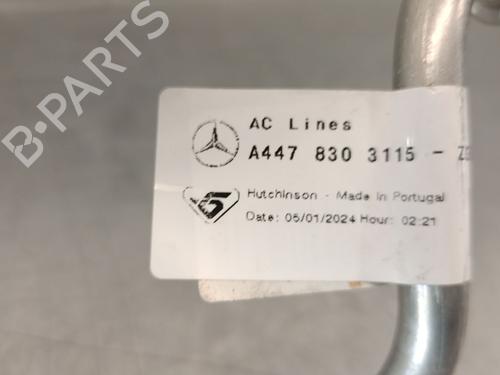 B-PARTS
AC Lines
A447 830 3115 -
Hutchinson - Made in Portugal
Date: 05/01/2024 Hour: 02:21